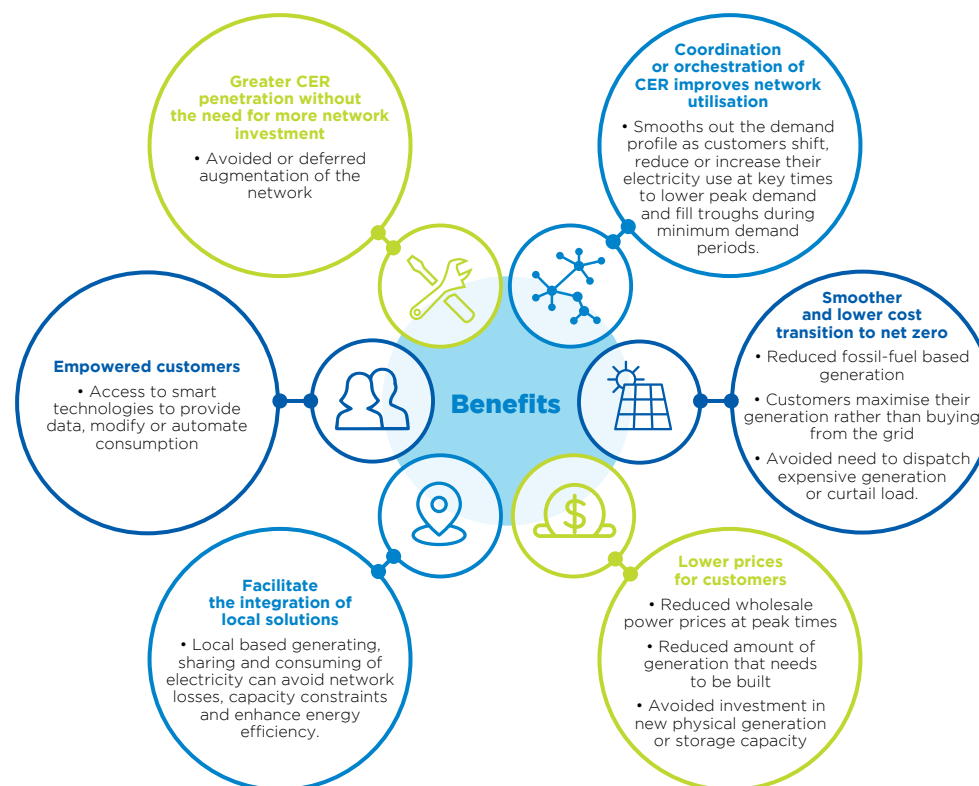 Greater CER
penetration without
the need for more network
investment
• Avoided or deferred
augmentation of the
network
Coordination
or orchestration of
CER improves network
utilisation
• Smooths out the demand
profile as customers shift,
reduce or increase their
electricity use at key times
to lower peak demand
and fill troughs during
minimum demand
periods.
Empowered customers
• Access to smart
technologies to provide
data, modify or automate
consumption
Benefits
Smoother
and lower cost
transition to net zero
• Reduced fossil-fuel based
generation
• Customers maximise their
generation rather than buying
from the grid
• Avoided need to dispatch
expensive generation
or curtail load.
Facilitate
the integration of
local solutions
• Local based generating,
sharing and consuming of
electricity can avoid network
losses, capacity constraints
and enhance energy
efficiency.
$
Lower prices
for customers
• Reduced wholesale
power prices at peak times
• Reduced amount of
generation that needs
to be built
• Avoided investment in
new physical generation
or storage capacity